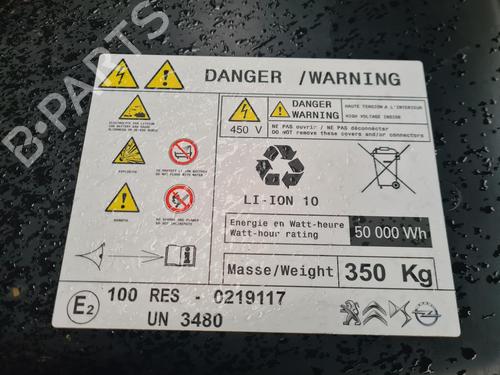 DANGER /WARNING
450 V
DANGER
WARNING
HAUTE TENSION A L'INTERIEUR
HIGH VOLTAGE INSIDE
NE PAS ouvrir / NE PAS déconnecter
DO NOT remove these covers and/or connectors
EXPLOSIVE
LI-ION 10
Energie en Watt-heure
Watt-hour rating
50 000 Wh
Masse/Weight
350 Kg
E2
100 RES - 0219117
UN 3480
B-PARTS